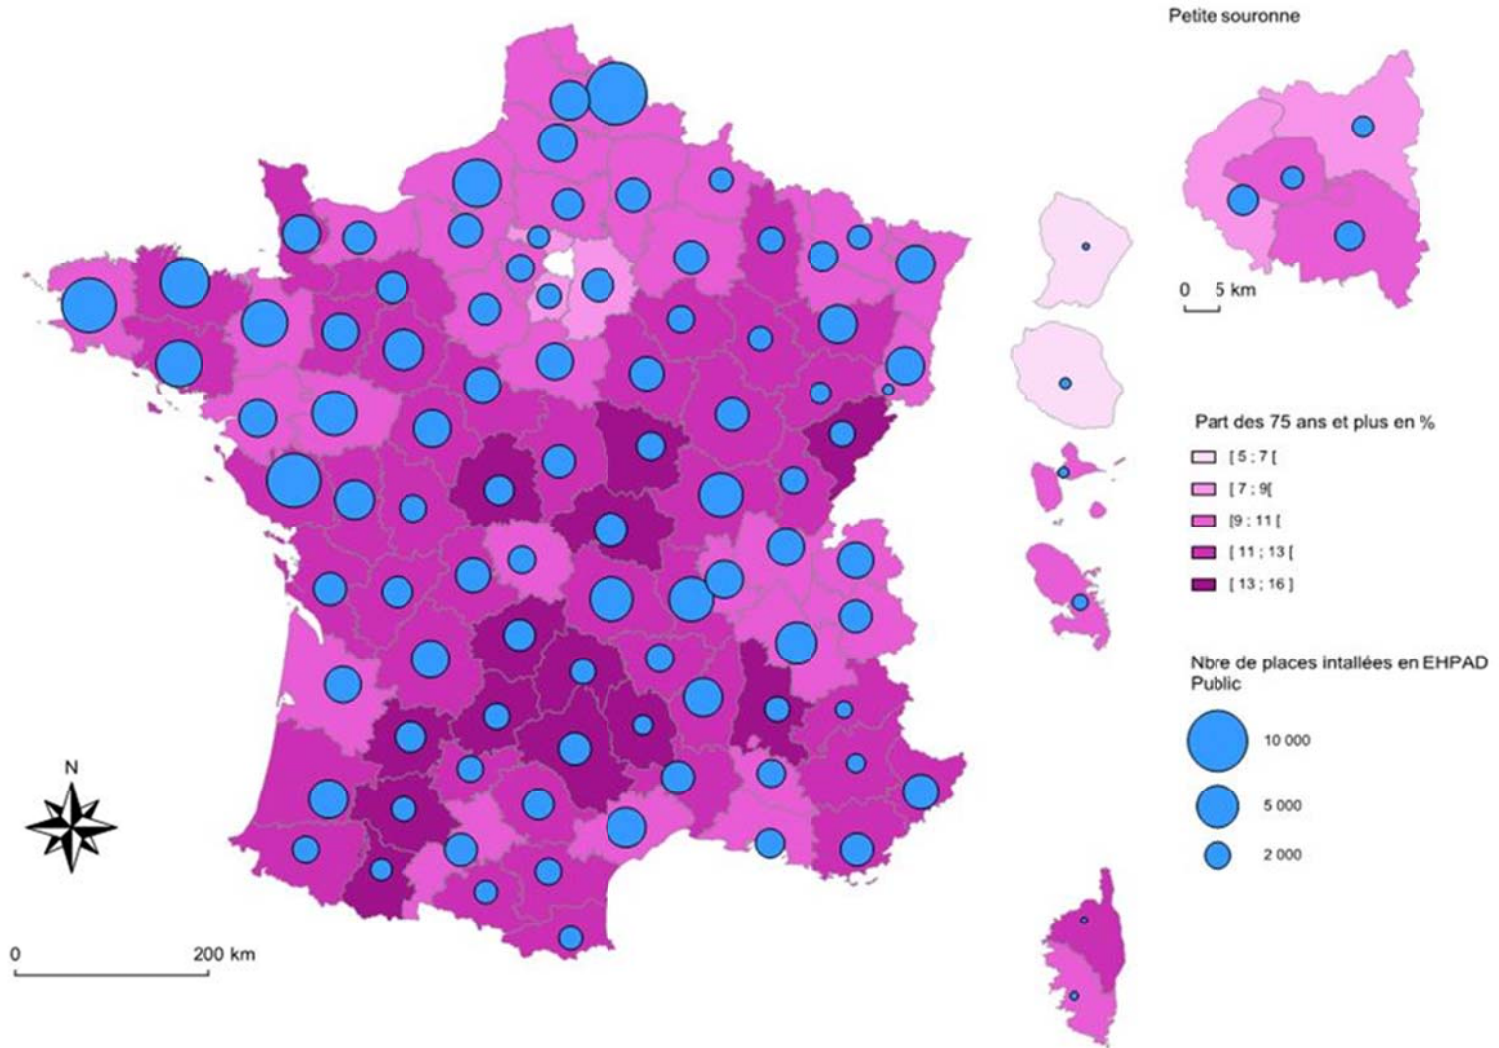 Petite souronne
0 5 km
Part des 75 ans et plus en %
[ 5 ; 7 [
[ 7 ; 9[
[9 ; 11 [
[ 11 ; 13 [
[ 13 ; 16 ]
Nbre de places intallées en EHPAD
Public
10 000
5 000
2 000
N
0 200 km